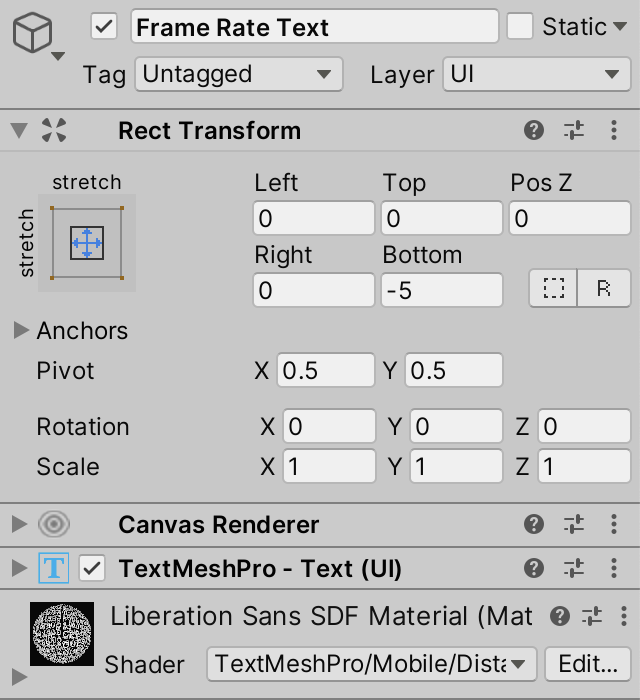 Frame Rate Text Static
Tag Untagged Layer UI
Rect Transform
stretch
stretch
Left Top Pos Z
0 0 0
Right Bottom
0 -5 R
Anchors
Pivot X 0.5 Y 0.5
Rotation X 0 Y 0 Z 0
Scale X 1 Y 1 Z 1
Canvas Renderer
T TextMeshPro - Text (UI)
Liberation Sans SDF Material (Mat
Shader TextMeshPro/Mobile/Dista Edit...